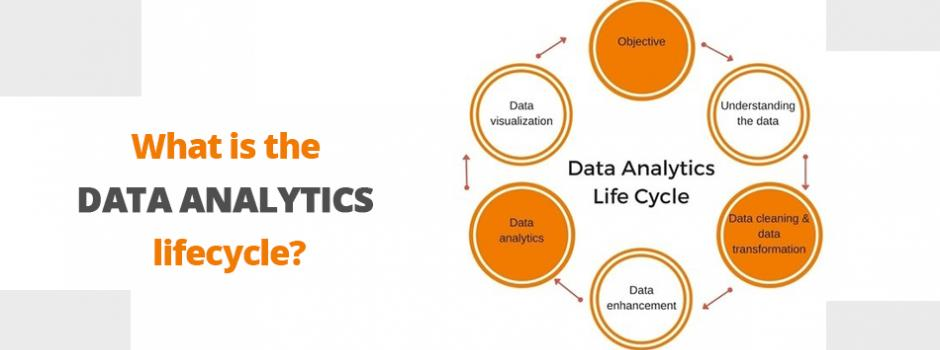 What is the
DATA ANALYTICS
lifecycle?
Objective
Understanding
the data
Data cleaning &
data
transformation
Data
enhancement
Data
analytics
Data
visualization
Data Analytics
Life Cycle